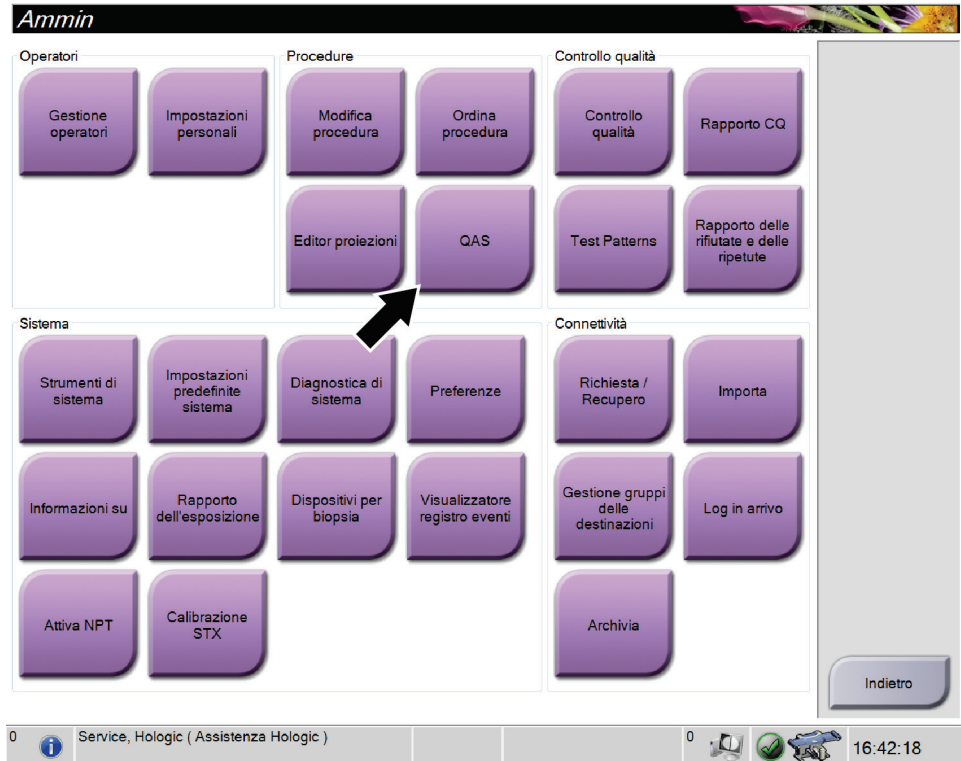 Ammin
Operatori
Gestione
operatori
Impostazioni
personali
Procedure
Modifica
procedura
Ordina
procedura
Editor proiezioni
QAS
Controllo qualità
Controllo
qualità
Rapporto CQ
Test Patterns
Rapporto delle
rifiutate e delle
ripetute
Sistema
Strumenti di
sistema
Impostazioni
predefinite
sistema
Diagnostica di
sistema
Preferenze
Informazioni su
Rapporto
dell'esposizione
Dispositivi per
biopsia
Visualizzatore
registro eventi
Attiva NPT
Calibrazione
STX
Connettività
Richiesta /
Recupero
Importa
Gestione gruppi
delle
destinazioni
Log in arrivo
Archivia
Indietro
0
Service, Hologic ( Assistenza Hologic )
0
16:42:18